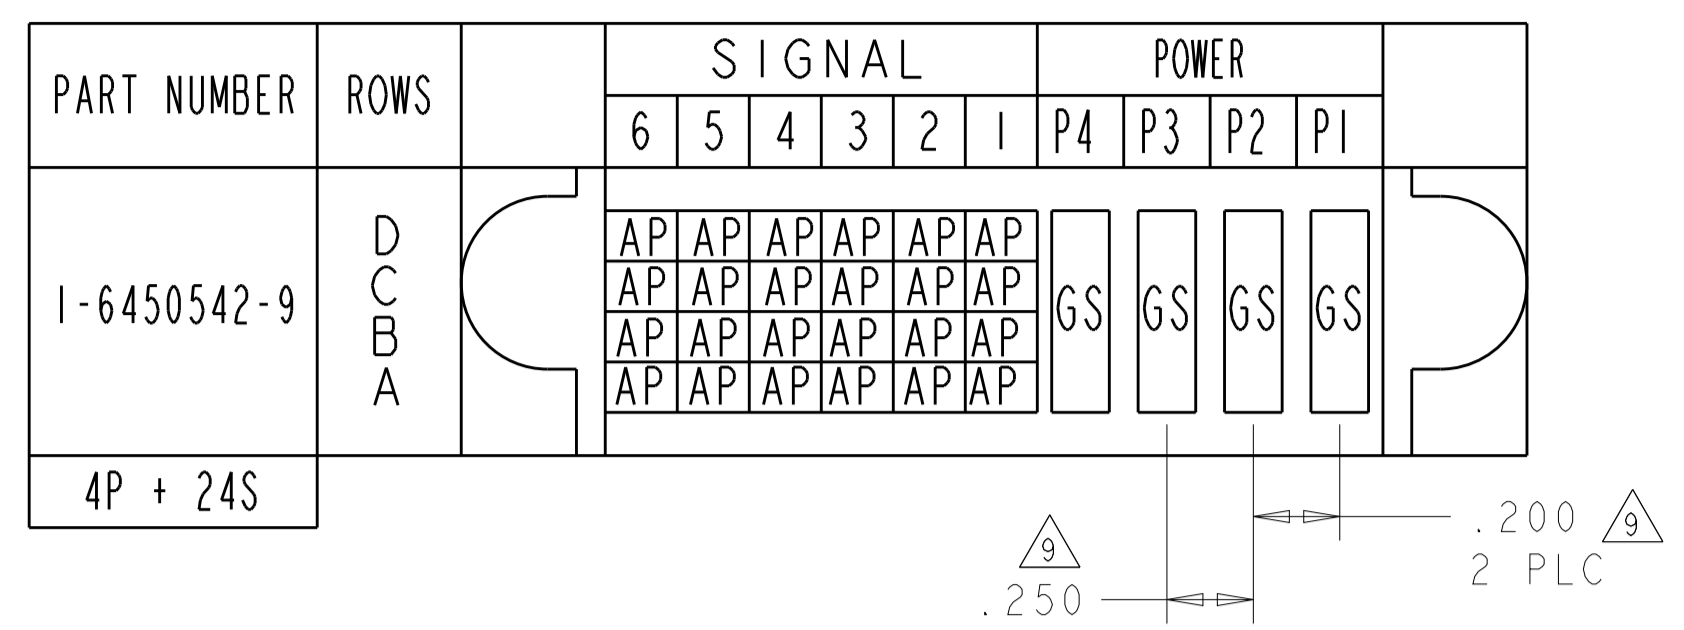 SIGNAL POWER
PART NUMBER ROWS
6 5 4 3 2 1 P4 P3 P2 P1
D AP AP AP AP AP AP
C AP AP AP AP AP AP
1-6450542-9 GS GS GS GS
B AP AP AP AP AP AP
A AP AP AP AP AP AP
4P + 24S
.200 9
2 PLC
9
.250